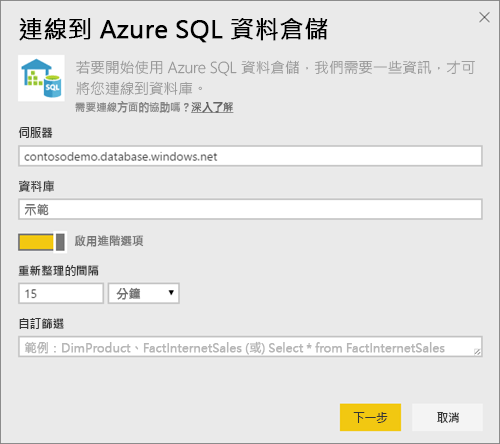 連線到 Azure SQL 資料倉儲
SQL
若要開始使用 Azure SQL 資料倉儲，我們需要一些資訊，才可
將您連線到資料庫。
需要連線方面的協助嗎？深入了解
伺服器
contosodemo.database.windows.net
資料庫
示範
啟用進階選項
重新整理的間隔
15 分鐘
自訂篩選
範例：DimProduct、FactInternetSales (或) Select * from FactInternetSales
下一步 取消